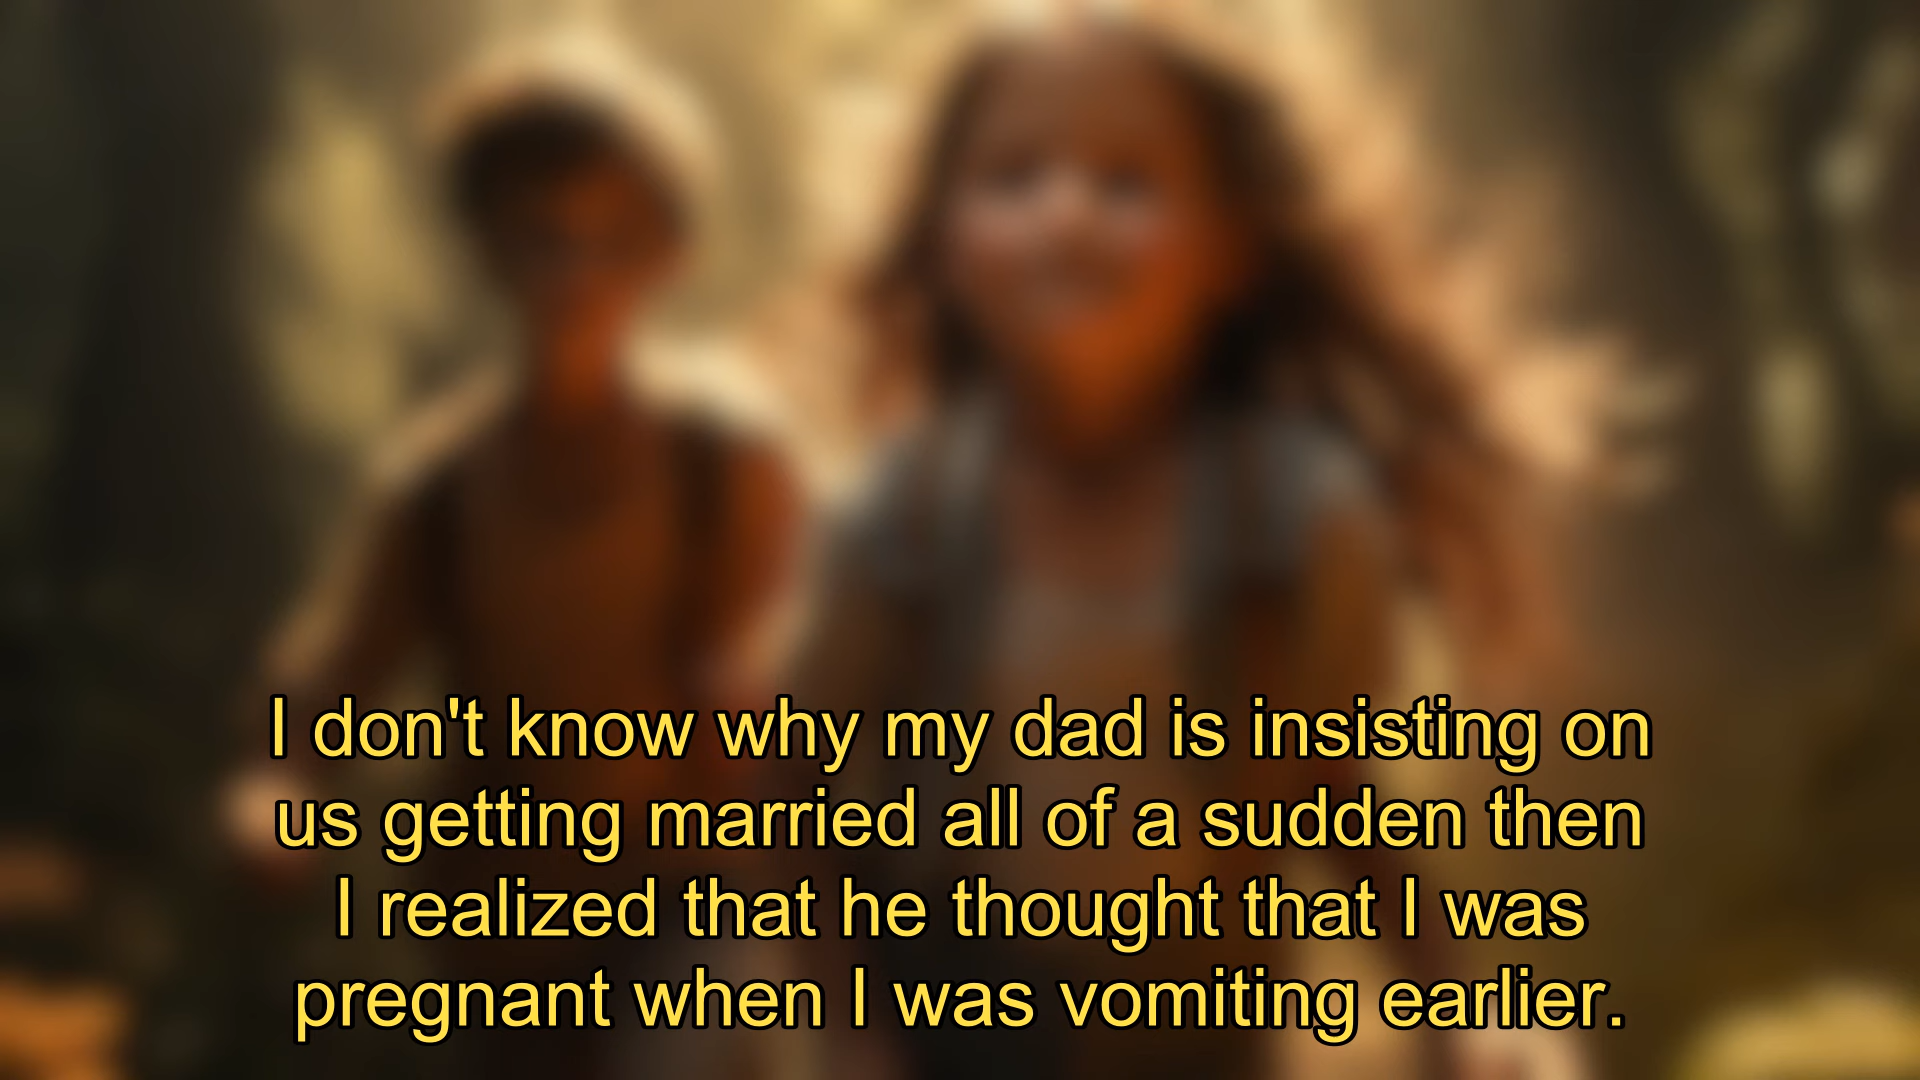 I don't know why my dad is insisting on
us getting married all of a sudden then
I realized that he thought that I was
pregnant when I was vomiting earlier.